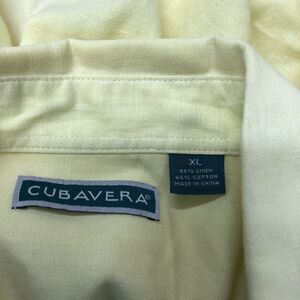 XL
55% LINEN
45% COTTON
MADE IN CHINA
CUBAVERA®